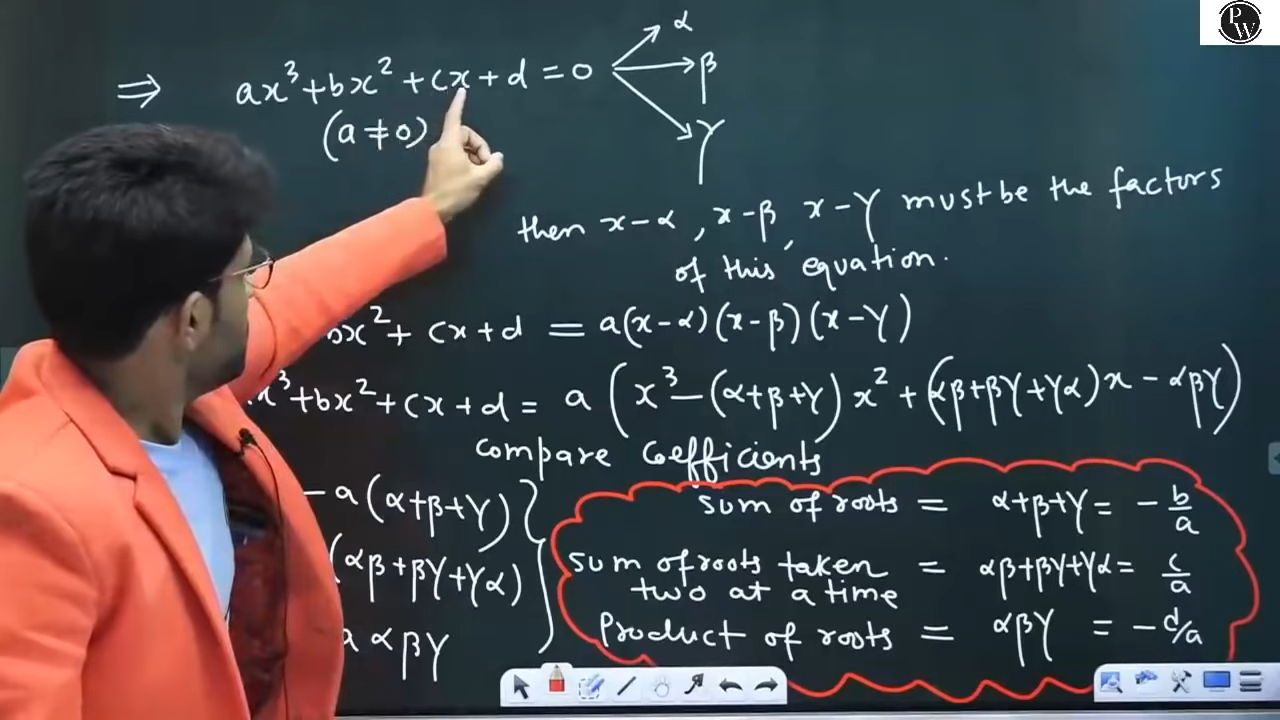 PW
⇒ ax³+bx²+cx+d=0 α
β
(a≠0) γ
then x-α, x-β, x-γ must be the factors
of this equation.
bx²+cx+d = a(x-α)(x-β)(x-γ)
x³+bx²+cx+d = a(x³-(α+β+γ)x²+(αβ+βγ+γα)x-αβγ)
compare coefficients
-a(α+β+γ)
sum of roots = α+β+γ = -b/a
(αβ+βγ+γα)
sum of roots taken = αβ+βγ+γα = c/a
two at a time
a αβγ
product of roots = αβγ = -d/a